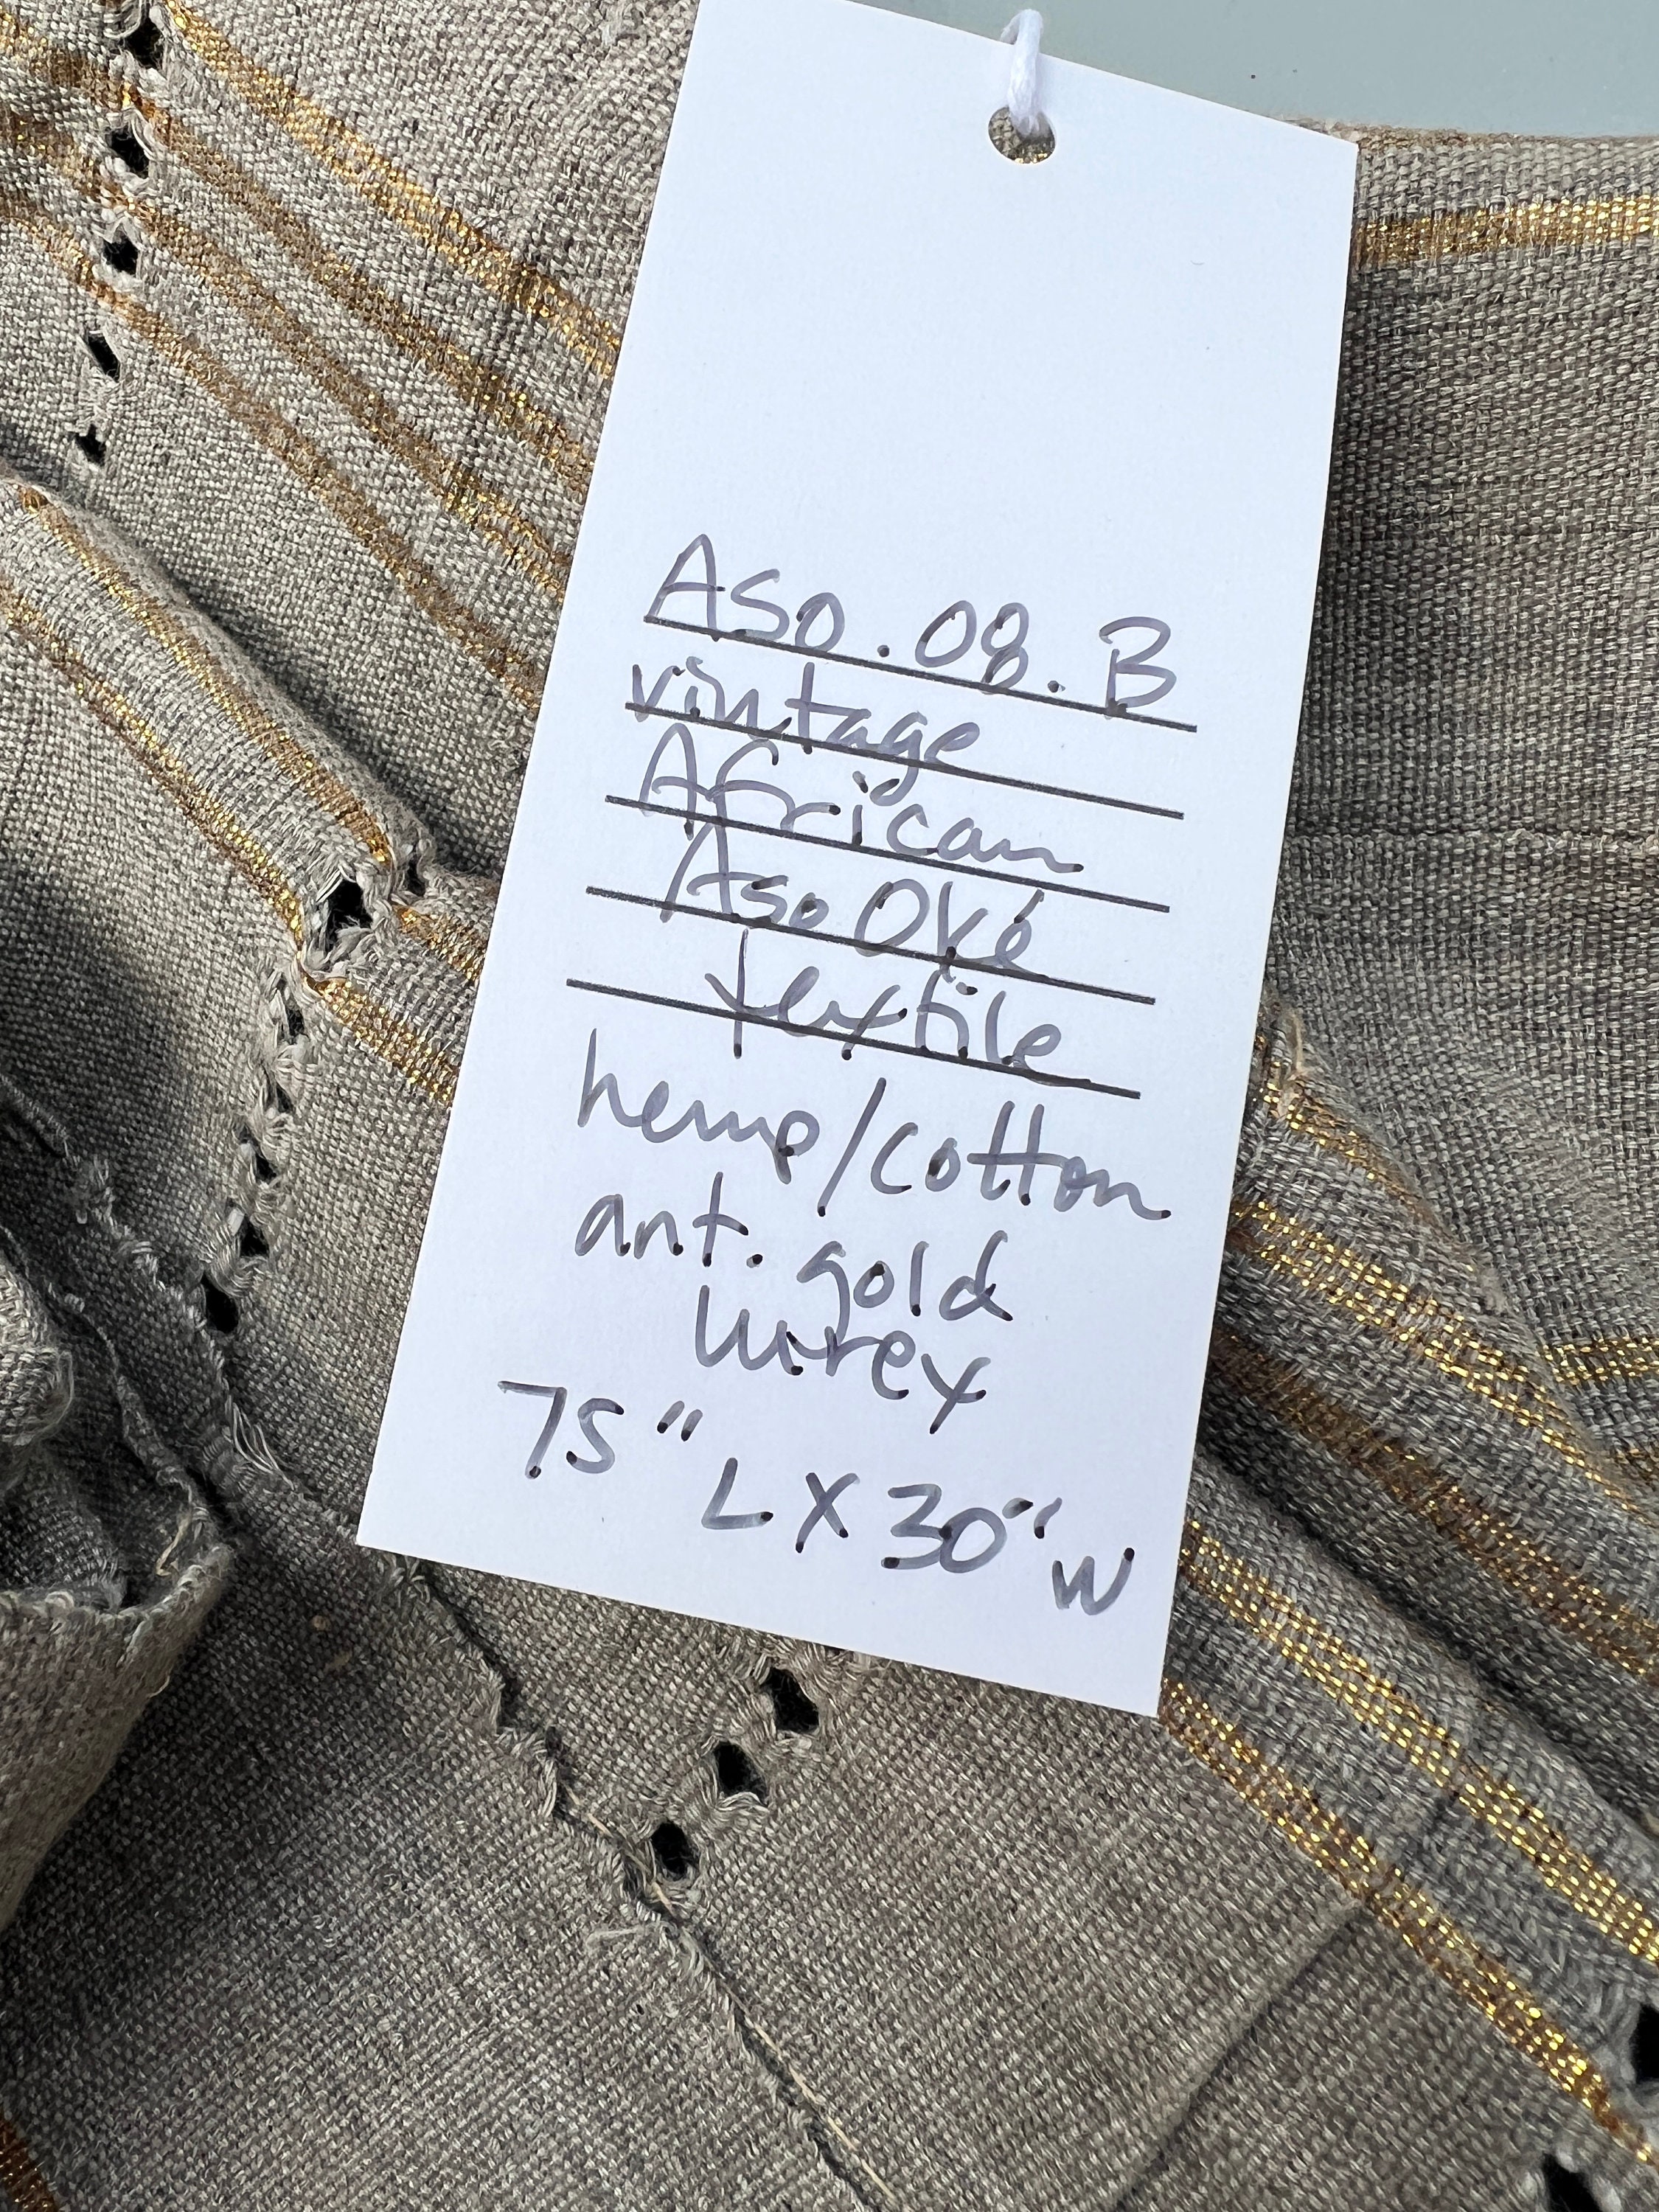 Aso.08.B
vintage
African
Aso Oké
textile
hemp/cotton
ant. gold
lurex
75" L X 30" W